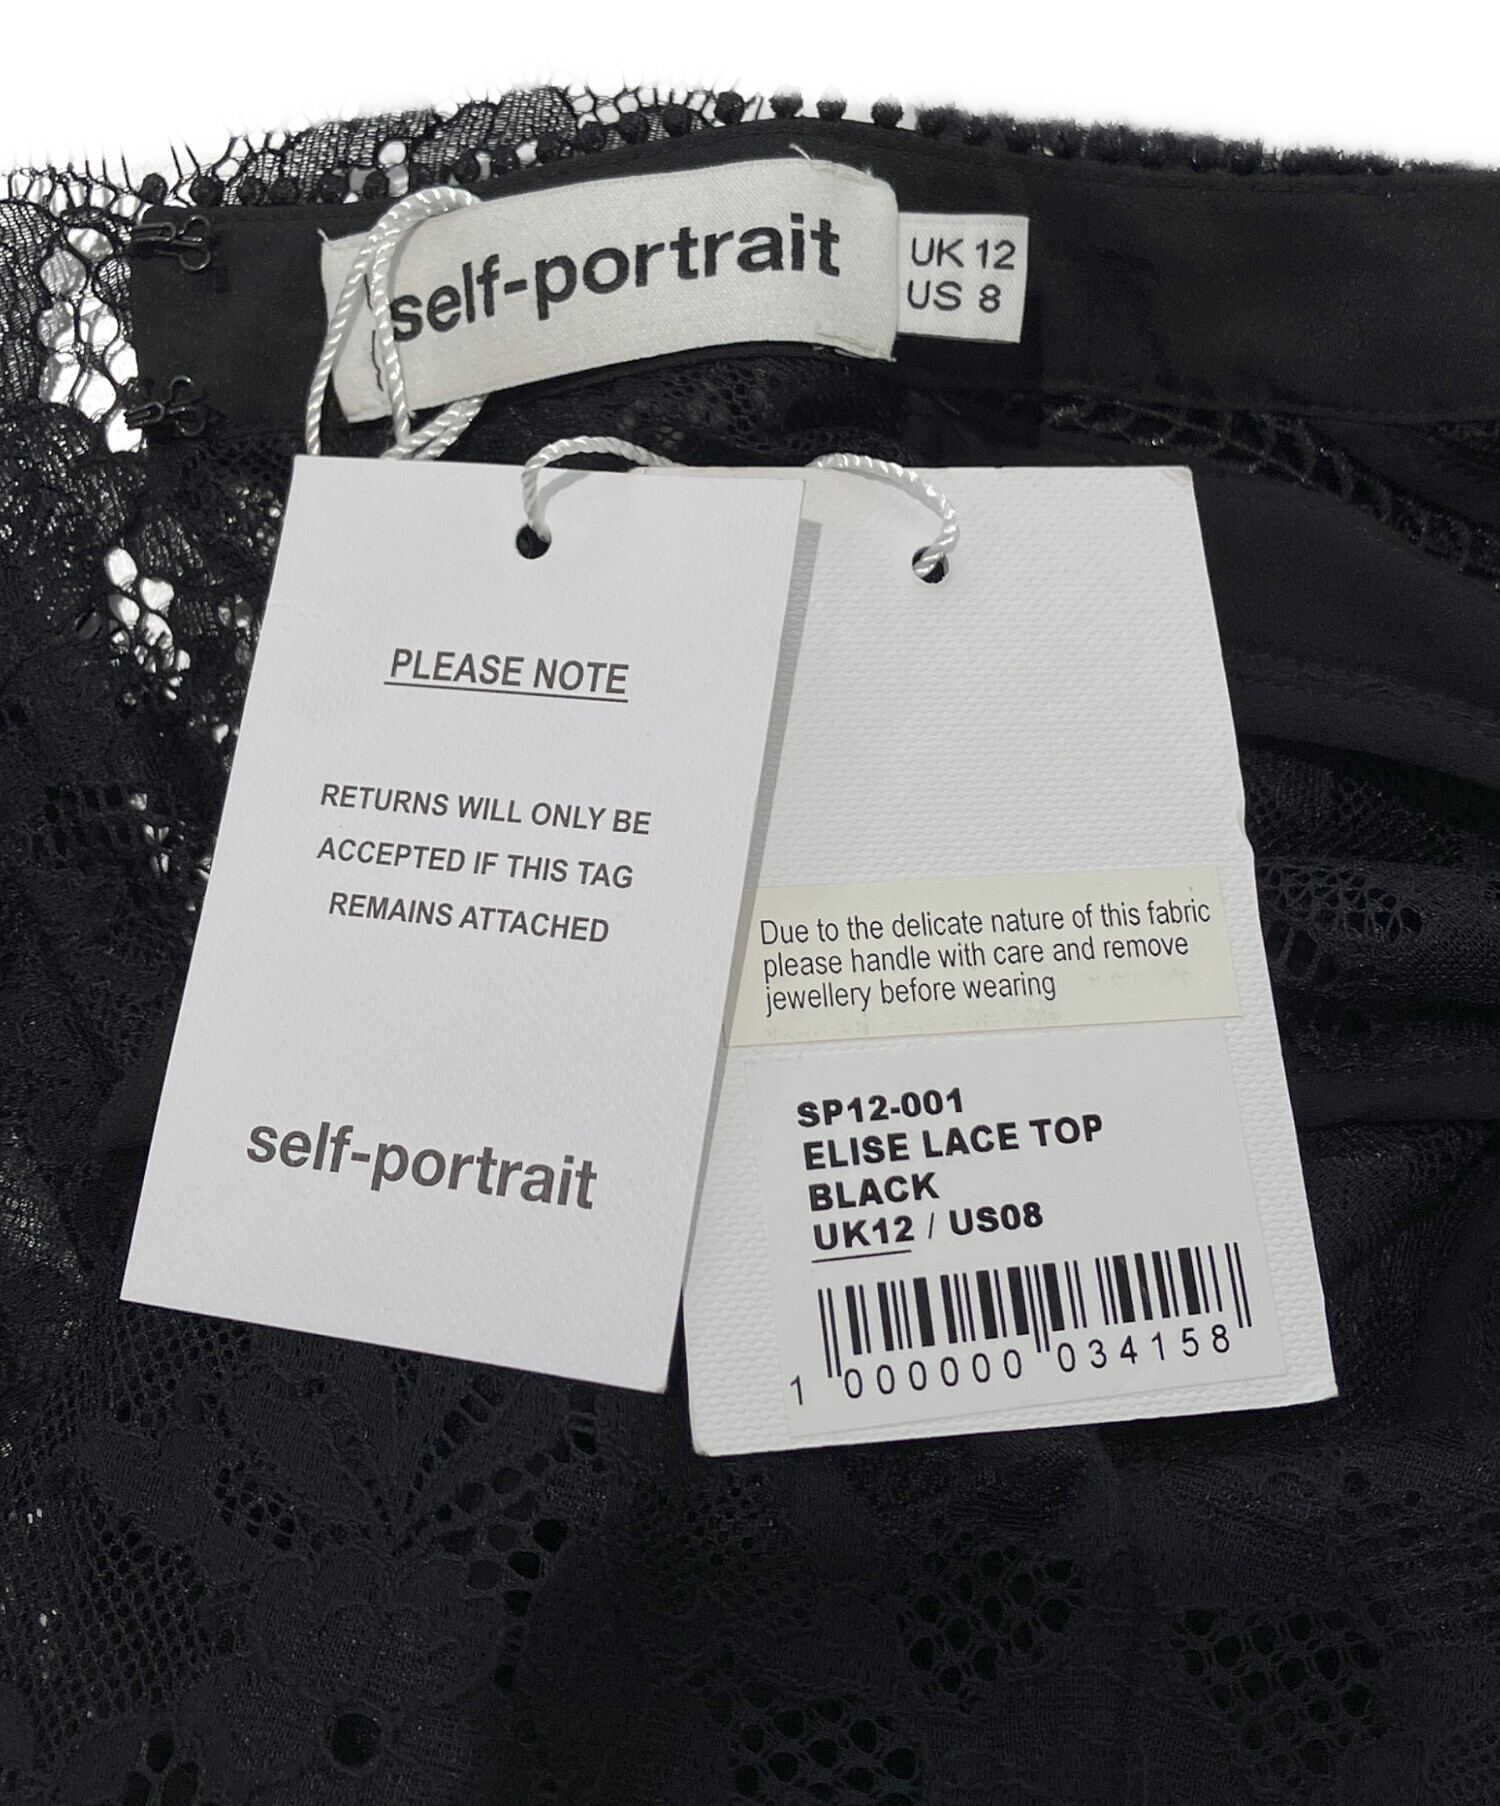 self-portrait
UK 12
US 8
PLEASE NOTE
RETURNS WILL ONLY BE
ACCEPTED IF THIS TAG
REMAINS ATTACHED
self-portrait
Due to the delicate nature of this fabric
please handle with care and remove
jewellery before wearing
SP12-001
ELISE LACE TOP
BLACK
UK12 / US08
1 000000 034158